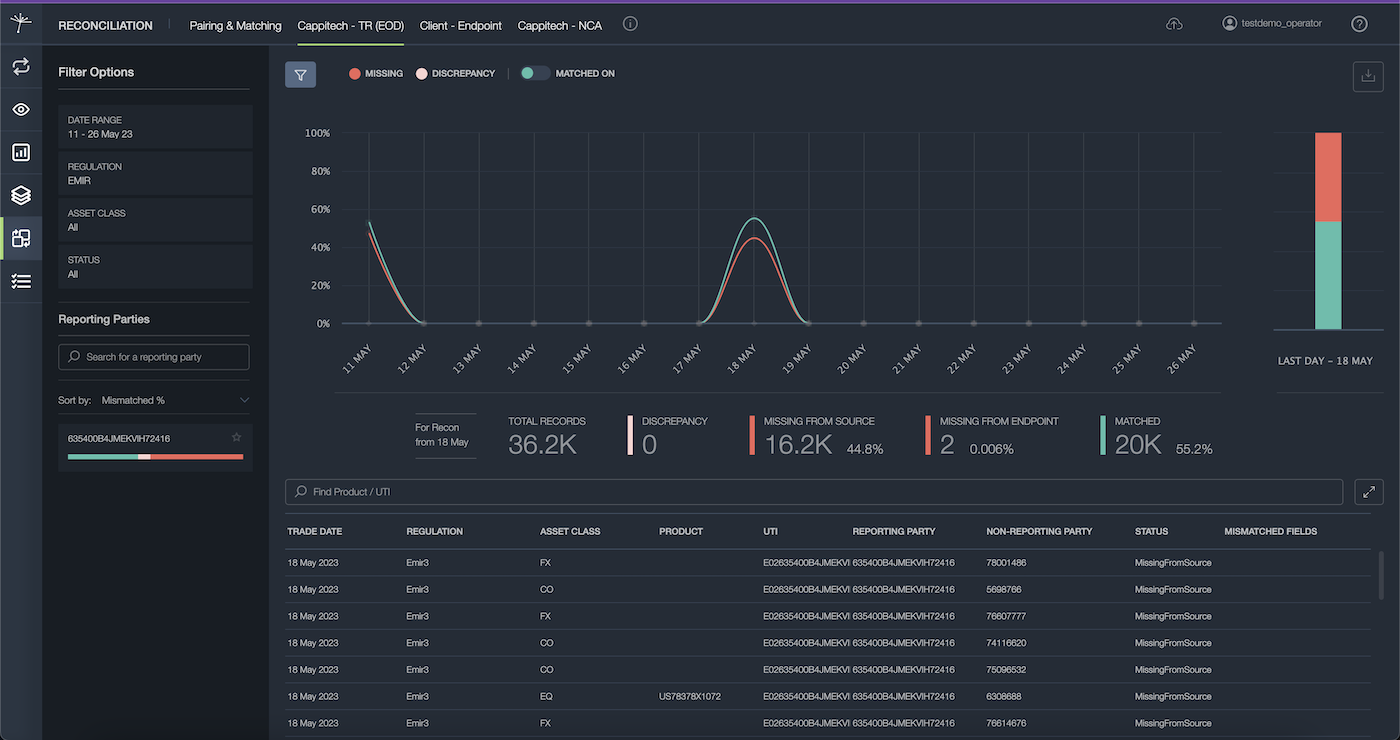 RECONCILIATION
Pairing & Matching
Cappitech - TR (EOD)
Client - Endpoint
Cappitech - NCA
testdemo_operator
Filter Options
DATE RANGE
11 - 26 May 23
REGULATION
EMIR
ASSET CLASS
All
STATUS
All
Reporting Parties
Search for a reporting party
Sort by: Mismatched %
635400B4JMEKVIH72416
MISSING
DISCREPANCY
MATCHED ON
100%
80%
60%
40%
20%
0%
11 MAY
12 MAY
13 MAY
14 MAY
15 MAY
16 MAY
17 MAY
18 MAY
19 MAY
20 MAY
21 MAY
22 MAY
23 MAY
24 MAY
25 MAY
26 MAY
LAST DAY - 18 MAY
For Recon
from 18 May
TOTAL RECORDS
36.2K
DISCREPANCY
0
MISSING FROM SOURCE
16.2K 44.8%
MISSING FROM ENDPOINT
2 0.006%
MATCHED
20K 55.2%
Find Product / UTI
TRADE DATE REGULATION ASSET CLASS PRODUCT UTI REPORTING PARTY NON-REPORTING PARTY STATUS MISMATCHED FIELDS
18 May 2023 Emir3 FX E02635400B4JMEKVI 635400B4JMEKVIH72416 78001486 MissingFromSource
18 May 2023 Emir3 CO E02635400B4JMEKVI 635400B4JMEKVIH72416 5698766 MissingFromSource
18 May 2023 Emir3 FX E02635400B4JMEKVI 635400B4JMEKVIH72416 76607777 MissingFromSource
18 May 2023 Emir3 CO E02635400B4JMEKVI 635400B4JMEKVIH72416 74116620 MissingFromSource
18 May 2023 Emir3 CO E02635400B4JMEKVI 635400B4JMEKVIH72416 75096532 MissingFromSource
18 May 2023 Emir3 EQ US78378X1072 E02635400B4JMEKVI 635400B4JMEKVIH72416 6308688 MissingFromSource
18 May 2023 Emir3 FX E02635400B4JMEKVI 635400B4JMEKVIH72416 76614676 MissingFromSource